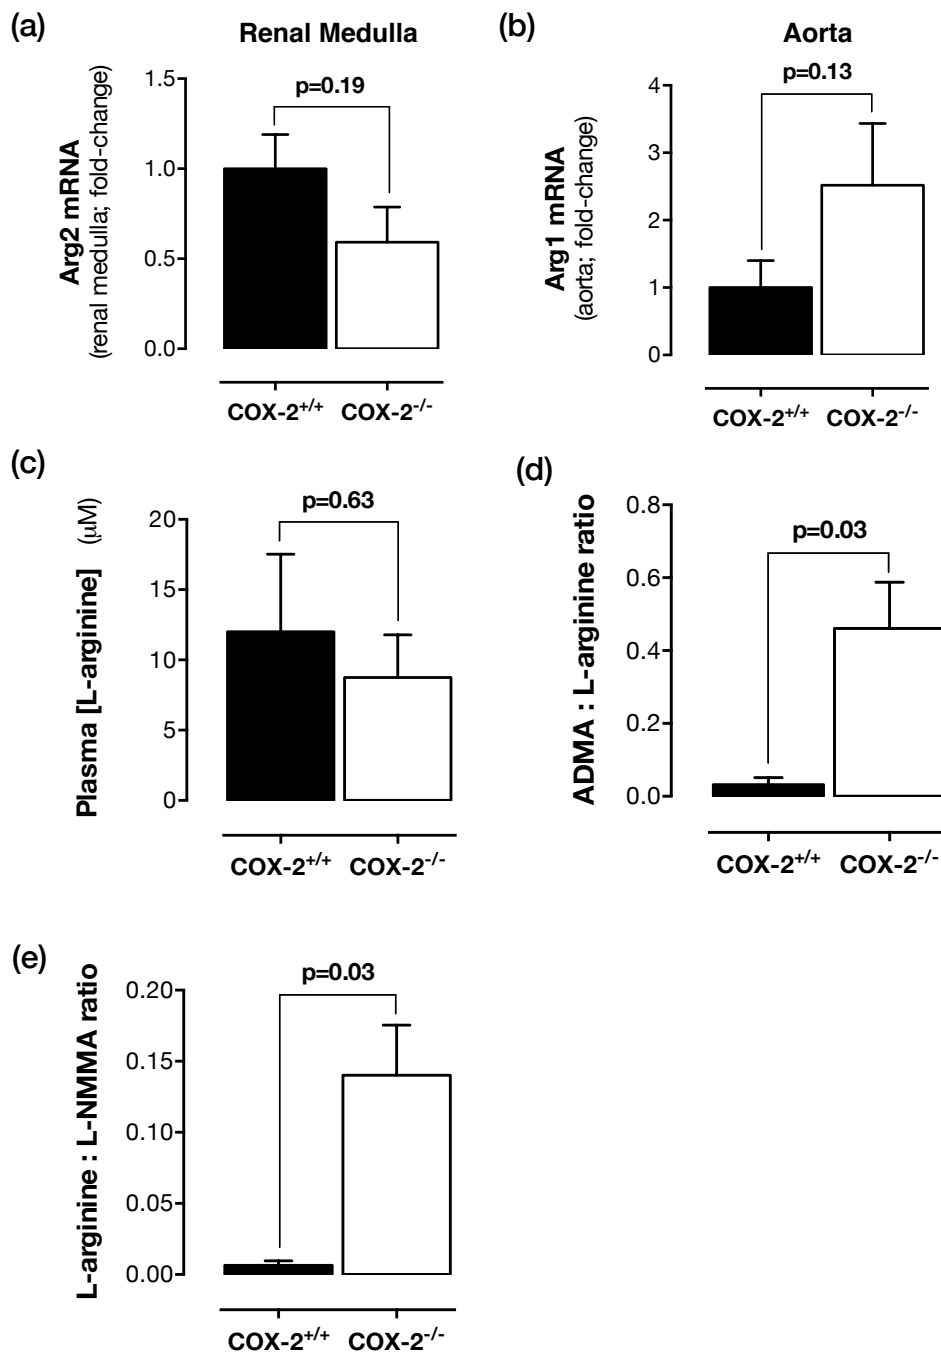 (a)
Renal Medulla
Arg2 mRNA
(renal medulla; fold-change)
1.5
1.0
0.5
0.0
p=0.19
COX-2+/+
COX-2-/-
(b)
Aorta
Arg1 mRNA
(aorta; fold-change)
4
3
2
1
0
p=0.13
COX-2+/+
COX-2-/-
(c)
Plasma [L-arginine] (μM)
20
15
10
5
0
p=0.63
COX-2+/+
COX-2-/-
(d)
ADMA : L-arginine ratio
0.8
0.6
0.4
0.2
0.0
p=0.03
COX-2+/+
COX-2-/-
(e)
L-arginine : L-NMMA ratio
0.20
0.15
0.10
0.05
0.00
p=0.03
COX-2+/+
COX-2-/-